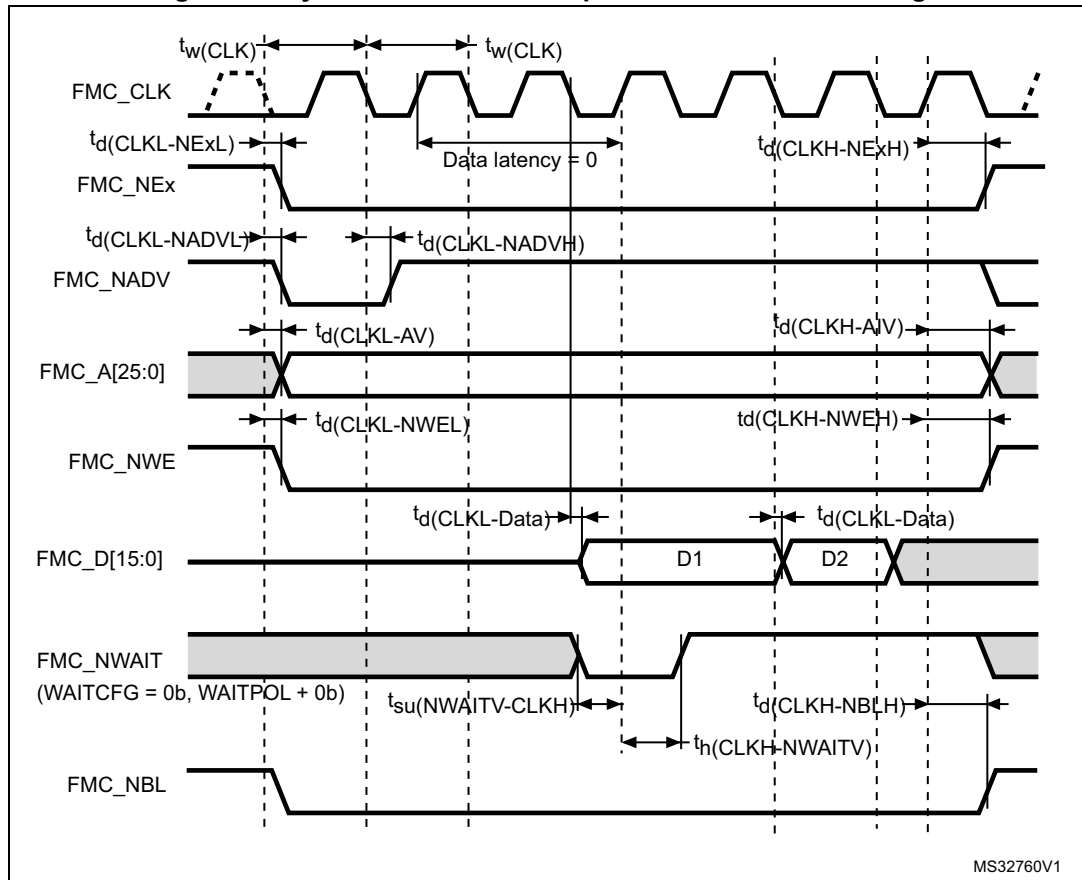 tw(CLK) tw(CLK)
FMC_CLK
td(CLKL-NExL) Data latency = 0 td(CLKH-NExH)
FMC_NEx
td(CLKL-NADVL) td(CLKL-NADVH)
FMC_NADV
td(CLKL-AV) td(CLKH-AIV)
FMC_A[25:0]
td(CLKL-NWEL) td(CLKH-NWEH)
FMC_NWE
td(CLKL-Data) td(CLKL-Data)
FMC_D[15:0] D1 D2
FMC_NWAIT
(WAITCFG = 0b, WAITPOL + 0b)
tsu(NWAITV-CLKH) td(CLKH-NBLH)
th(CLKH-NWAITV)
FMC_NBL
MS32760V1